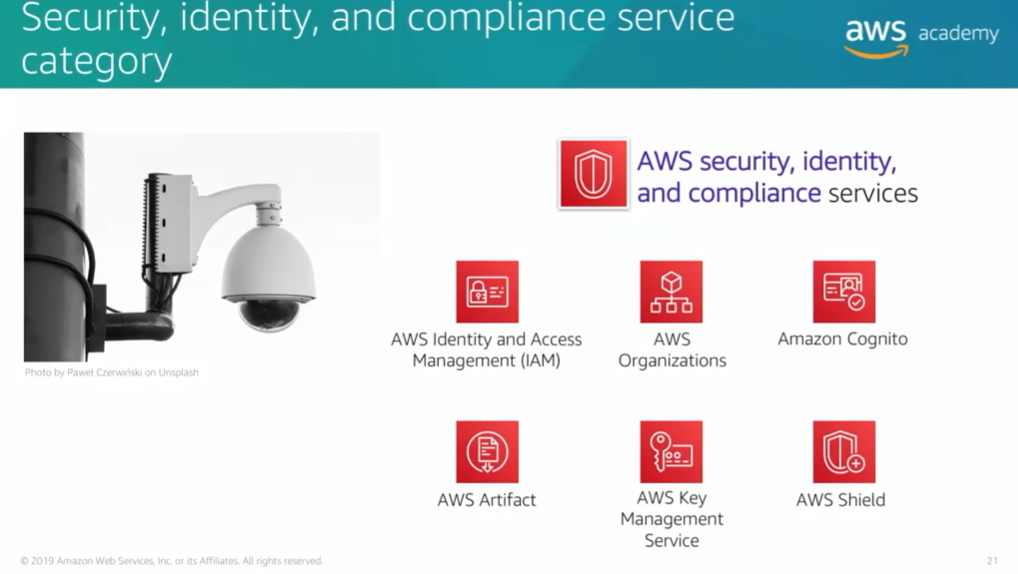 Security, identity, and compliance service
category
aws academy
AWS security, identity,
and compliance services
AWS Identity and Access
Management (IAM)
AWS
Organizations
Amazon Cognito
Photo by Paweł Czerwiński on Unsplash
AWS Artifact
AWS Key
Management
Service
AWS Shield
© 2019 Amazon Web Services, Inc. or its Affiliates. All rights reserved.
21